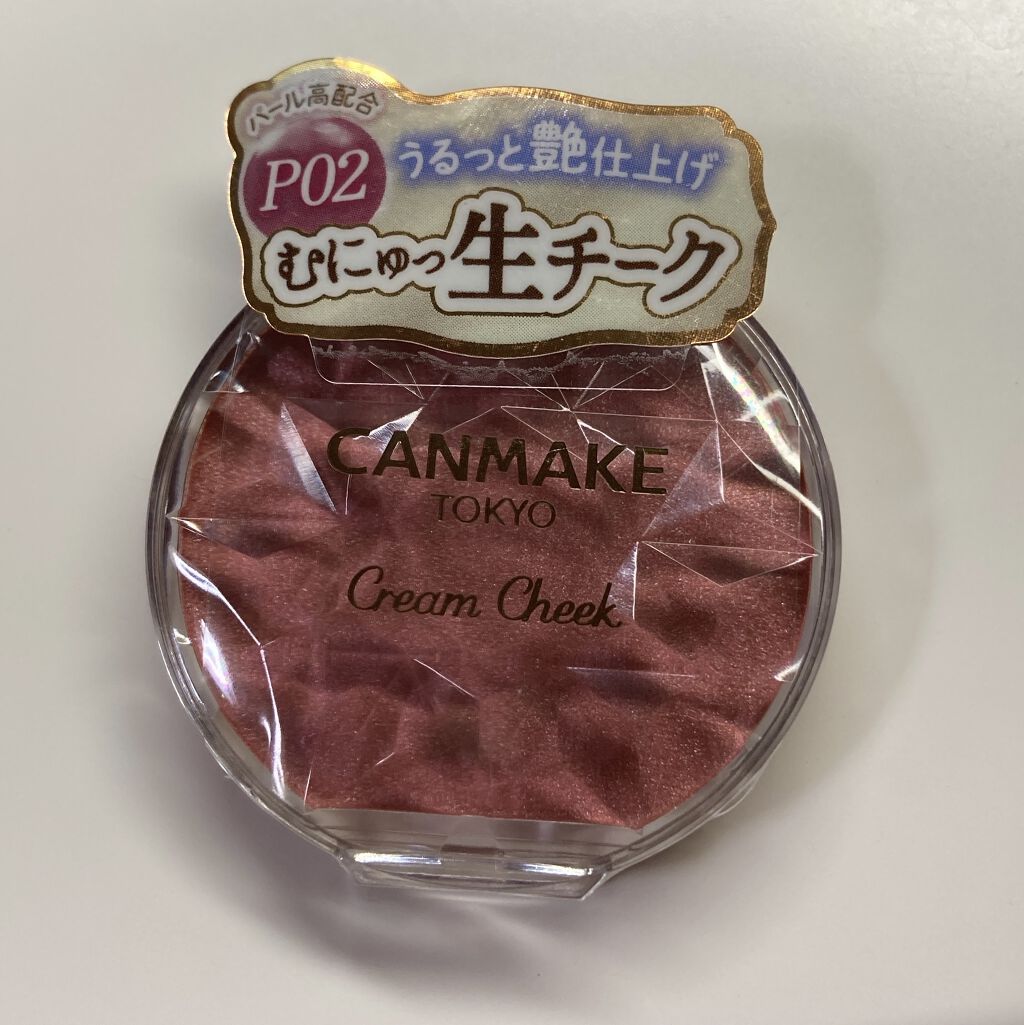 パール高配合
P02
うるっと艶仕上げ
むにゅっ生チーク
CANMAKE
TOKYO
Cream Cheek